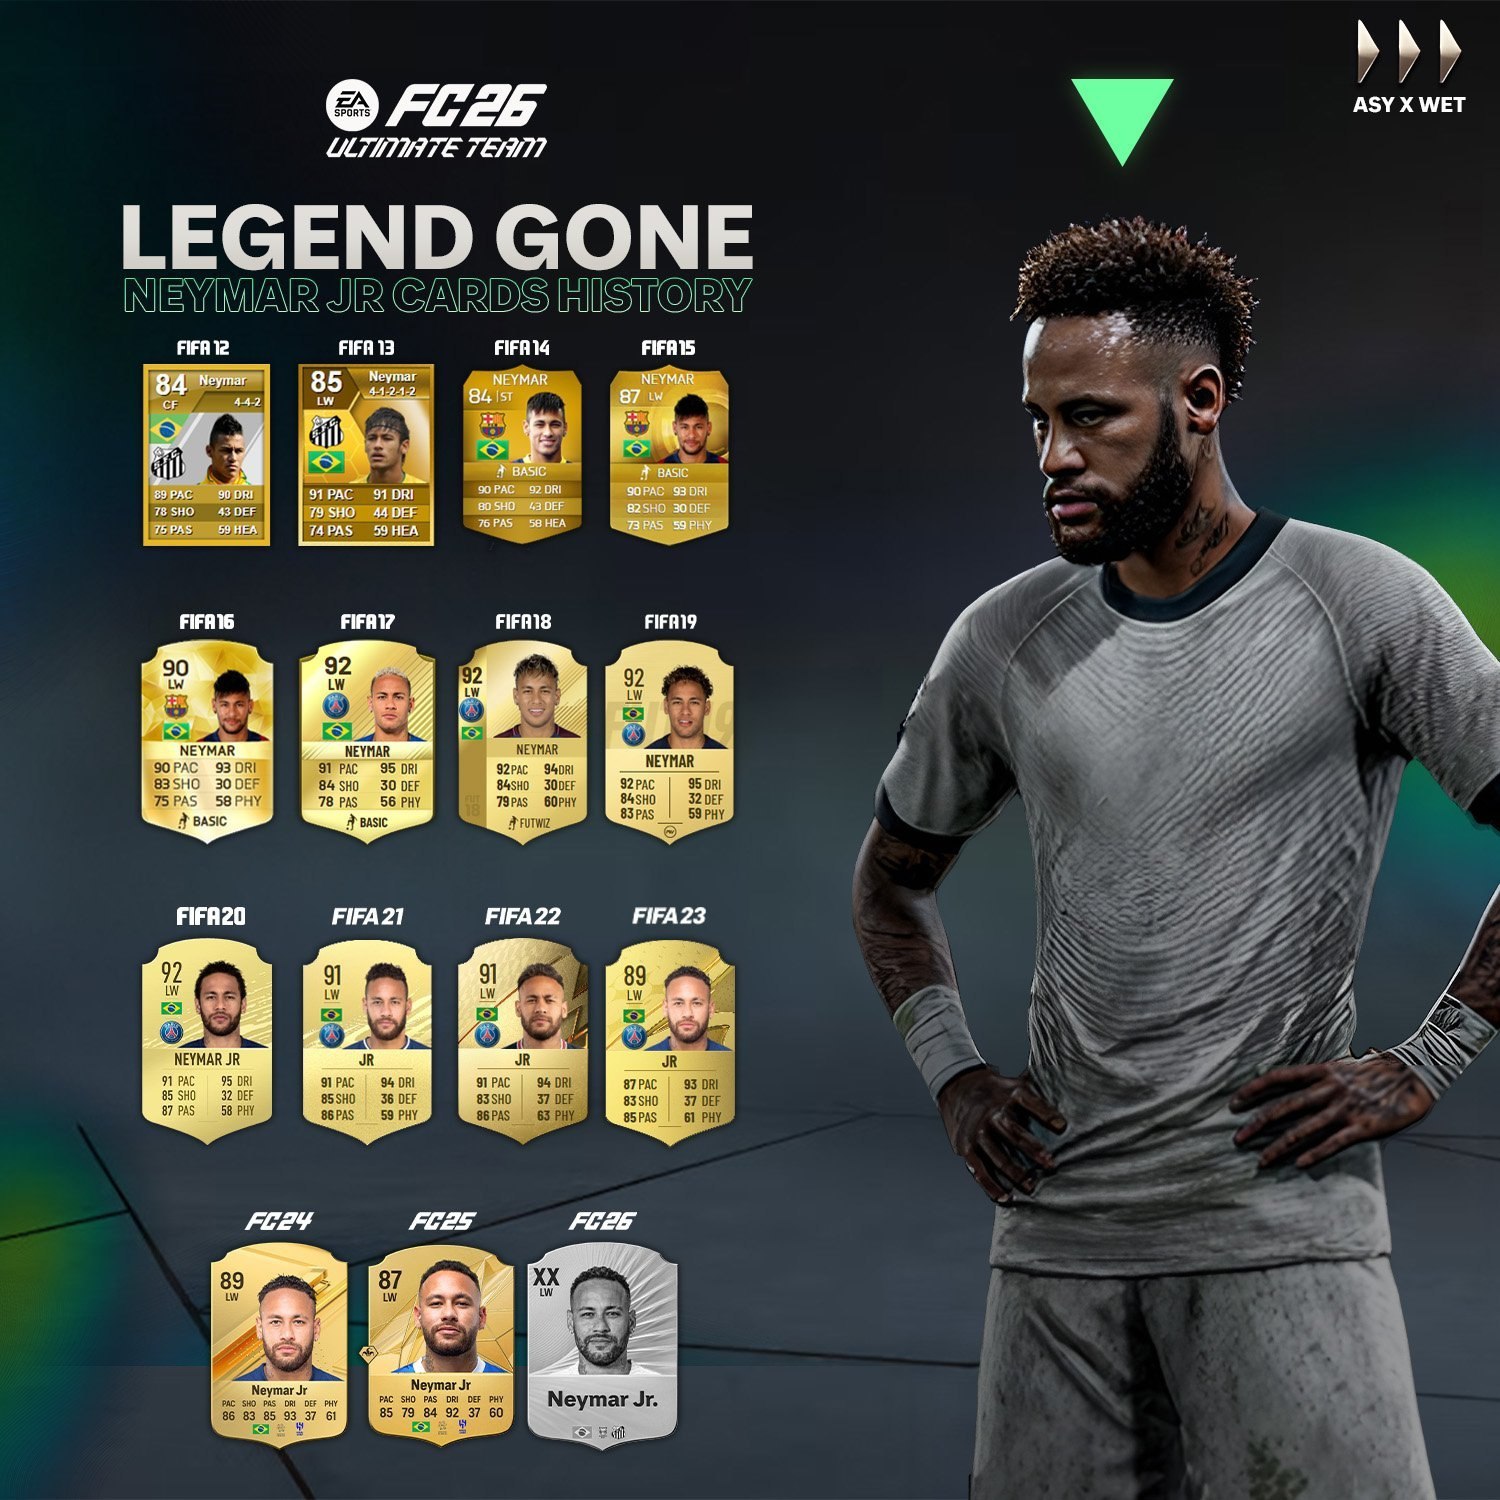 ASY X WET
EA SPORTS FC26
ULTIMATE TEAM
LEGEND GONE
NEYMAR JR CARDS HISTORY
FIFA 12
84 Neymar
CF 4-4-2
89 PAC 90 DRI
78 SHO 43 DEF
75 PAS 59 HEA
FIFA 13
85 Neymar
LW 4-1-2-1-2
91 PAC 91 DRI
79 SHO 44 DEF
74 PAS 59 HEA
FIFA 14
NEYMAR
84 ST
BASIC
90 PAC 92 DRI
80 SHO 43 DEF
76 PAS 58 HEA
FIFA 15
NEYMAR
87 LW
BASIC
90 PAC 93 DRI
82 SHO 30 DEF
73 PAS 59 PHY
FIFA 16
90
LW
NEYMAR
90 PAC 93 DRI
83 SHO 30 DEF
75 PAS 58 PHY
BASIC
FIFA 17
92
LW
NEYMAR
91 PAC 95 DRI
84 SHO 30 DEF
78 PAS 56 PHY
BASIC
FIFA 18
92
LW
NEYMAR
92 PAC 94 DRI
84 SHO 30 DEF
79 PAS 60 PHY
FUT 18
FUTWIZ
FIFA 19
92
LW
NEYMAR
92 PAC 95 DRI
84 SHO 32 DEF
83 PAS 59 PHY
FIFA 20
92
LW
NEYMAR JR
91 PAC 95 DRI
85 SHO 32 DEF
87 PAS 58 PHY
FIFA 21
91
LW
JR
91 PAC 94 DRI
85 SHO 36 DEF
86 PAS 59 PHY
FIFA 22
91
LW
JR
91 PAC 94 DRI
83 SHO 37 DEF
86 PAS 63 PHY
FIFA 23
89
LW
JR
87 PAC 93 DRI
83 SHO 37 DEF
85 PAS 61 PHY
FC24
89
LW
Neymar Jr
PAC SHO PAS DRI DEF PHY
86 83 85 93 37 61
FC25
87
LW
Neymar Jr
PAC SHO PAS DRI DEF PHY
85 79 84 92 37 60
FC26
XX
LW
Neymar Jr.